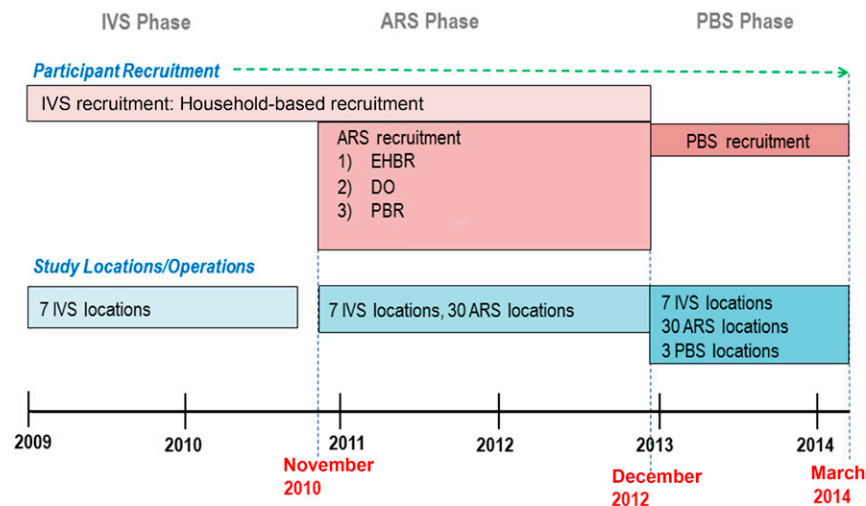 IVS Phase
ARS Phase
PBS Phase
Participant Recruitment
IVS recruitment: Household-based recruitment
ARS recruitment
1) EHBR
2) DO
3) PBR
PBS recruitment
Study Locations/Operations
7 IVS locations
7 IVS locations, 30 ARS locations
7 IVS locations
30 ARS locations
3 PBS locations
2009
2010
2011
2012
2013
2014
November
2010
December
2012
March
2014